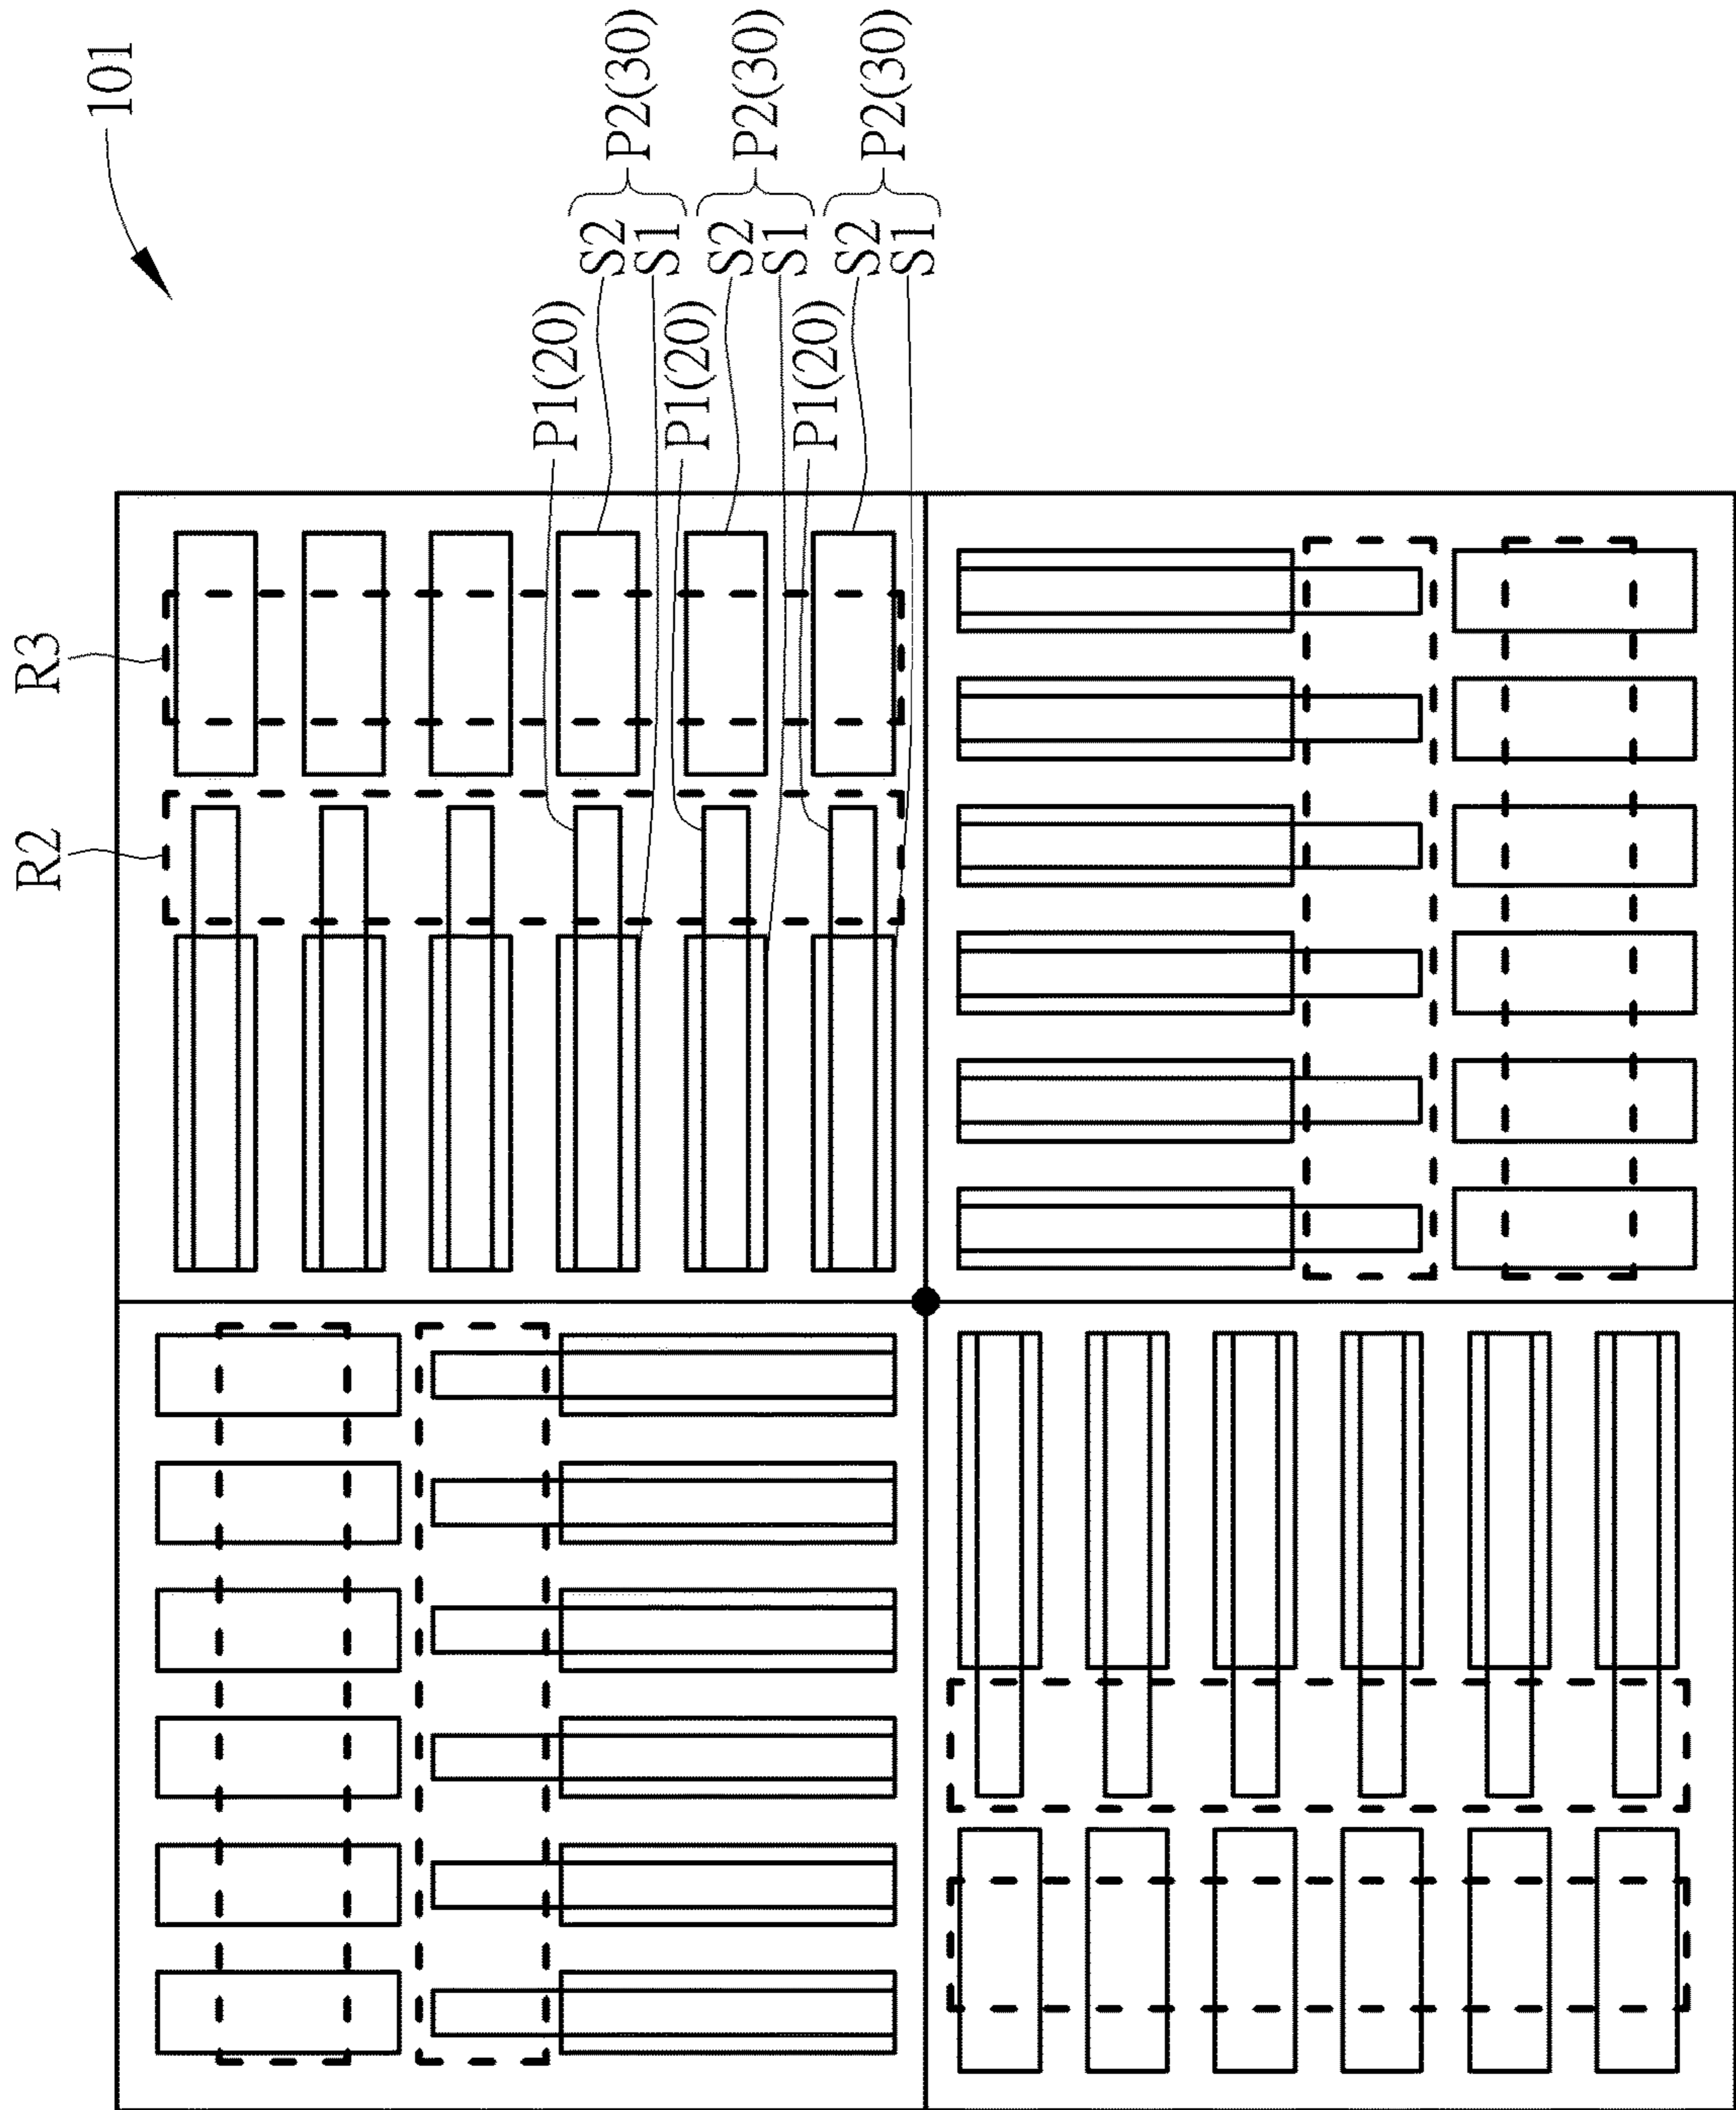 101
P2(30)
P2(30)
P2(30)
S2
S1
S2
S1
S2
S1
P1(20)
P1(20)
P1(20)
R3
R2